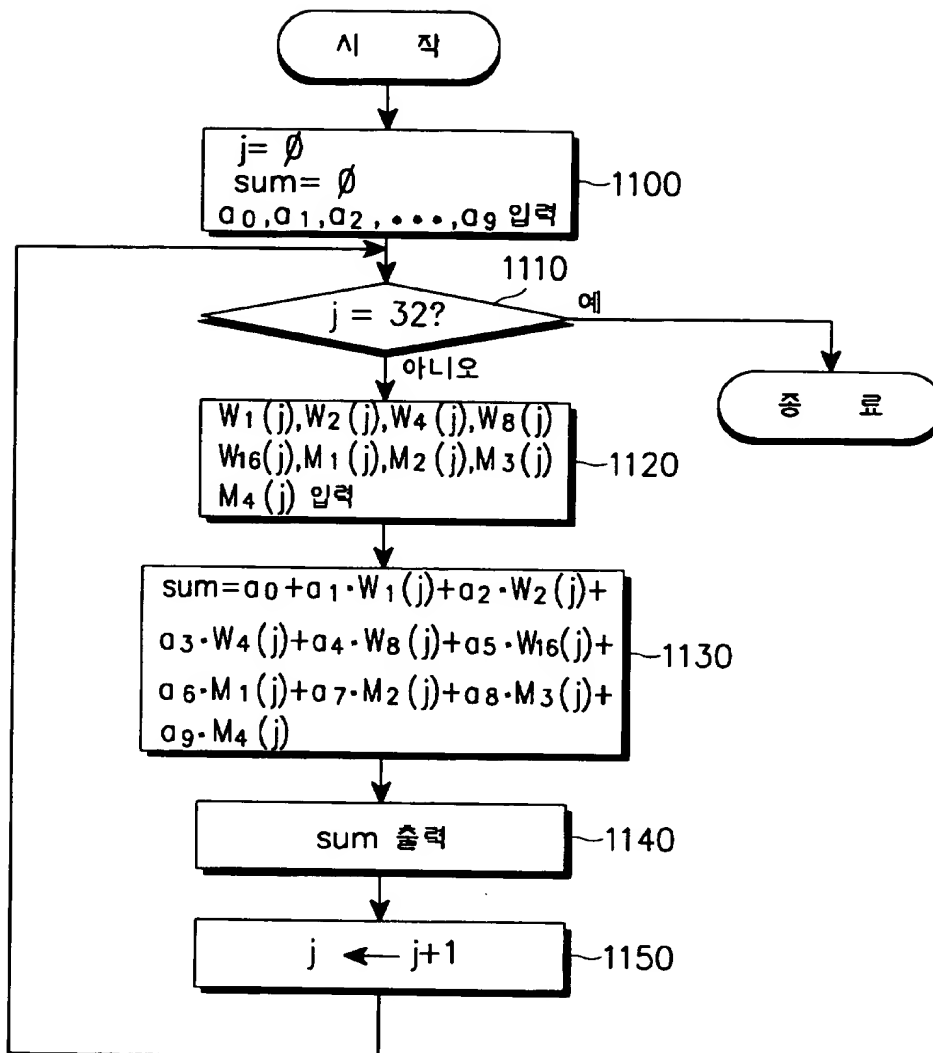 시 작
j= Ø
sum= Ø
a0,a1,a2, •••,a9 입력
1100
1110
j = 32?
예
아니오
종 료
W1(j),W2(j),W4(j),W8(j)
W16(j),M1(j),M2(j),M3(j)
M4(j) 입력
1120
sum=a0+a1·W1(j)+a2·W2(j)+
a3·W4(j)+a4·W8(j)+a5·W16(j)+
a6·M1(j)+a7·M2(j)+a8·M3(j)+
a9·M4(j)
1130
sum 출력
1140
j ← j+1
1150